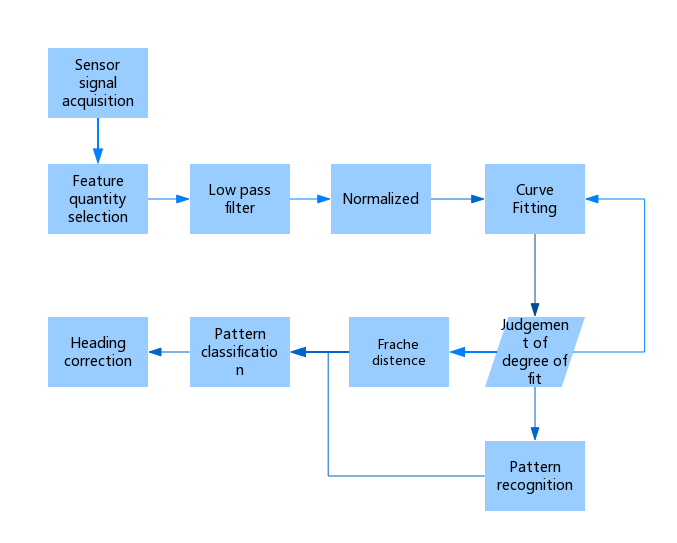 Sensor
signal
acquisition
Feature
quantity
selection
Low pass
filter
Normalized
Curve
Fitting
Heading
correction
Pattern
classificatio
n
Frache
distence
Judgemen
t of
degree of
fit
Pattern
recognition